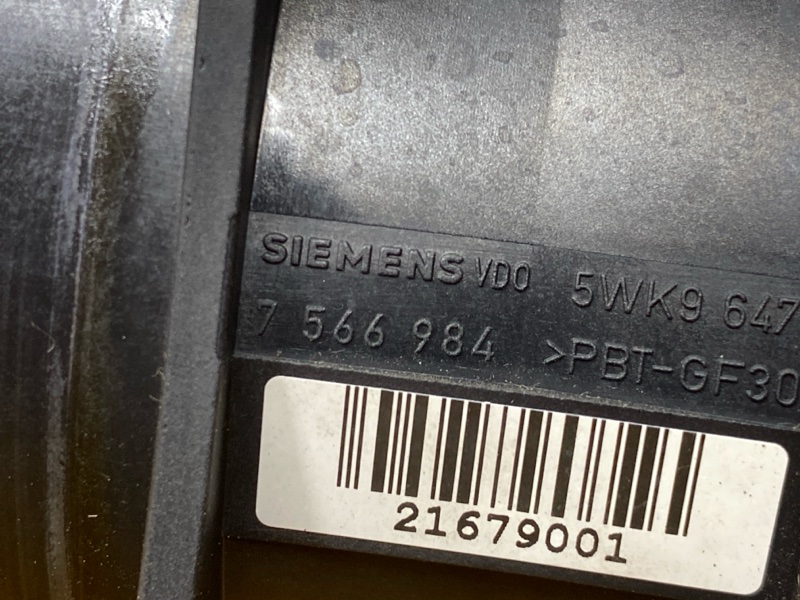 SIEMENS VDO 5WK9 647
7 566 984 >PBT-GF30
21679001